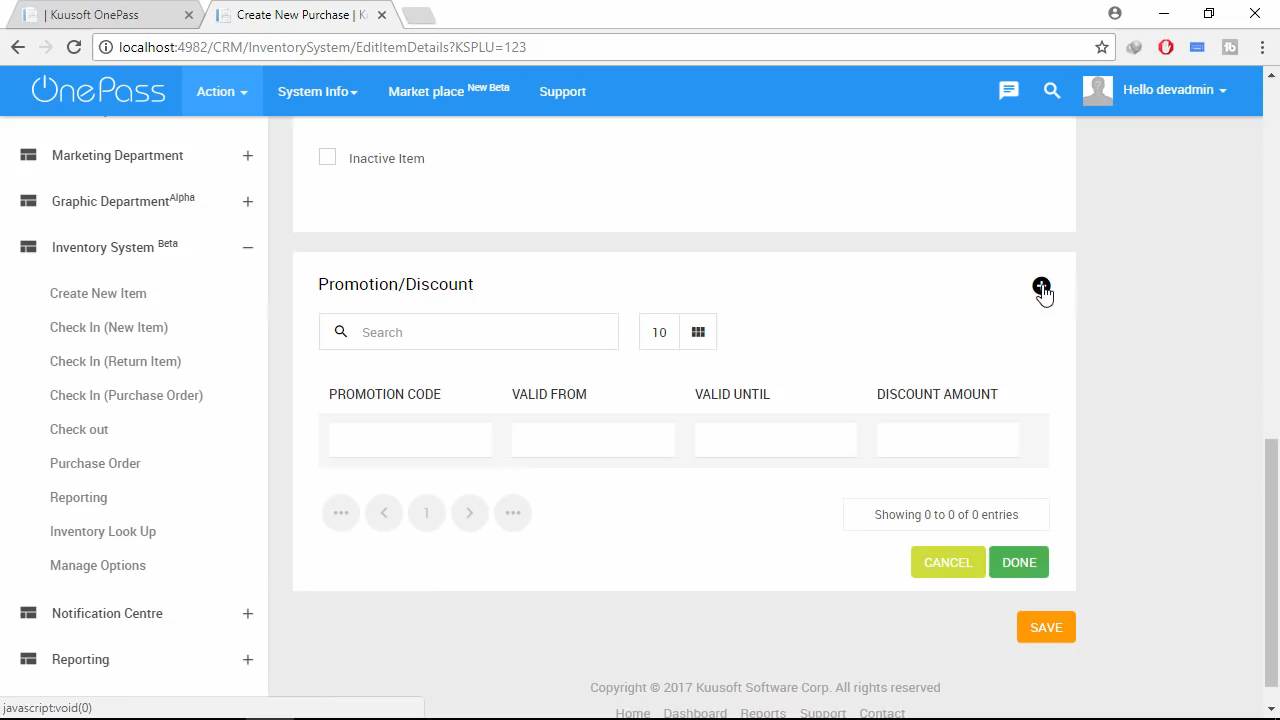 | Kuusoft OnePass
Create New Purchase | K
localhost:4982/CRM/InventorySystem/EditItemDetails?KSPLU=123
OnePass
Action
System Info
Market place New Beta
Support
Hello devadmin
Marketing Department
Graphic Department Alpha
Inventory System Beta
Create New Item
Check In (New Item)
Check In (Return Item)
Check In (Purchase Order)
Check out
Purchase Order
Reporting
Inventory Look Up
Manage Options
Notification Centre
Reporting
Inactive Item
Promotion/Discount
Search
10
PROMOTION CODE
VALID FROM
VALID UNTIL
DISCOUNT AMOUNT
1
Showing 0 to 0 of 0 entries
CANCEL
DONE
SAVE
Copyright © 2017 Kuusoft Software Corp. All rights reserved
Home Dashboard Reports Support Contact
javascript:void(0)